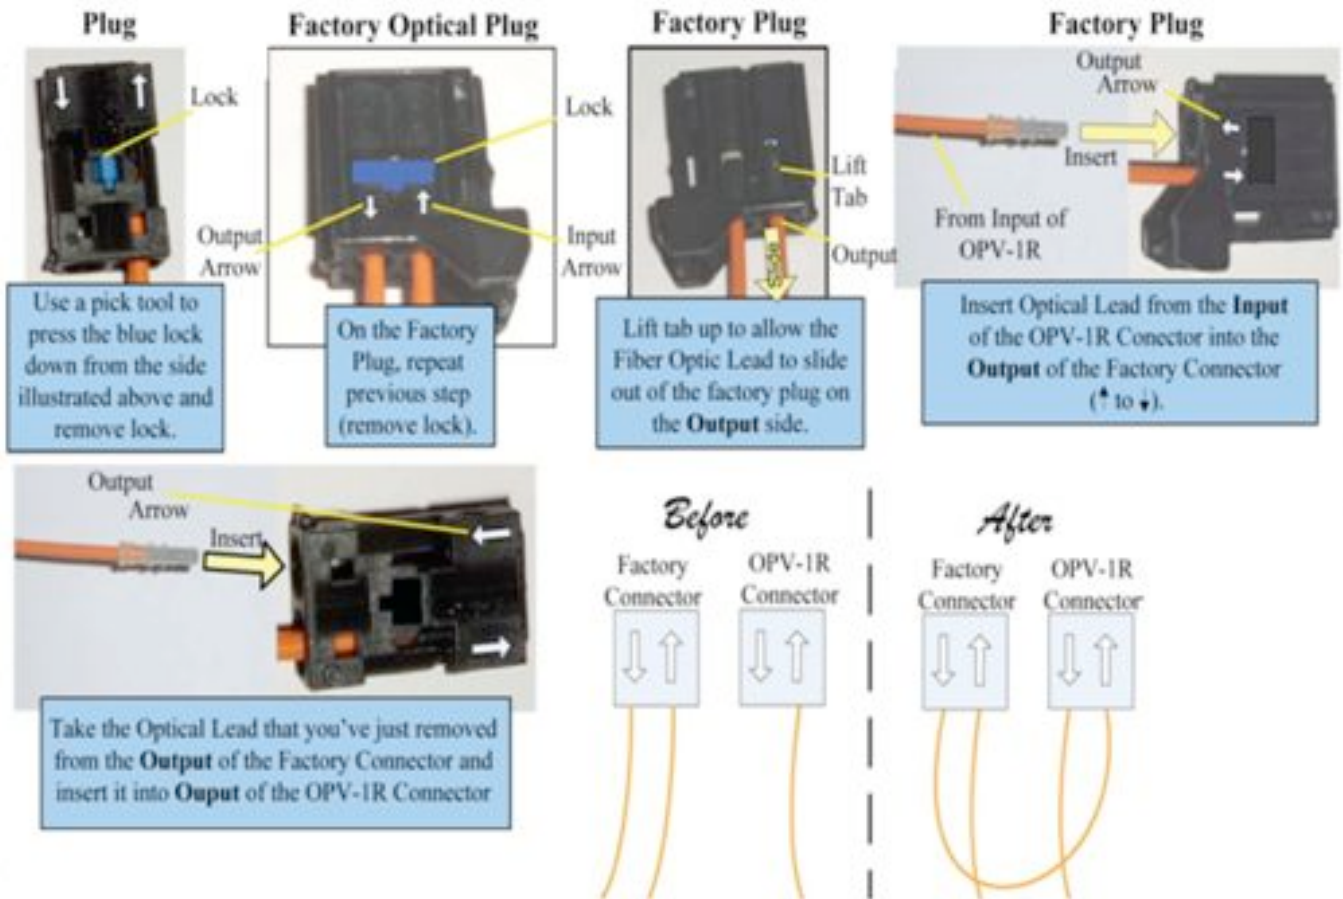 Plug
Lock
Use a pick tool to
press the blue lock
down from the side
illustrated above and
remove lock.
Factory Optical Plug
Lock
Output
Arrow
Input
Arrow
On the Factory
Plug, repeat
previous step
(remove lock).
Factory Plug
Lift
Tab
Output
Slide
Lift tab up to allow the
Fiber Optic Lead to slide
out of the factory plug on
the Output side.
Factory Plug
Output
Arrow
Insert
From Input of
OPV-1R
Insert Optical Lead from the Input
of the OPV-1R Conector into the
Output of the Factory Connector
(↑ to ↓).
Output
Arrow
Insert
Take the Optical Lead that you've just removed
from the Output of the Factory Connector and
insert it into Ouput of the OPV-1R Connector
Before
Factory
Connector
OPV-1R
Connector
After
Factory
Connector
OPV-1R
Connector